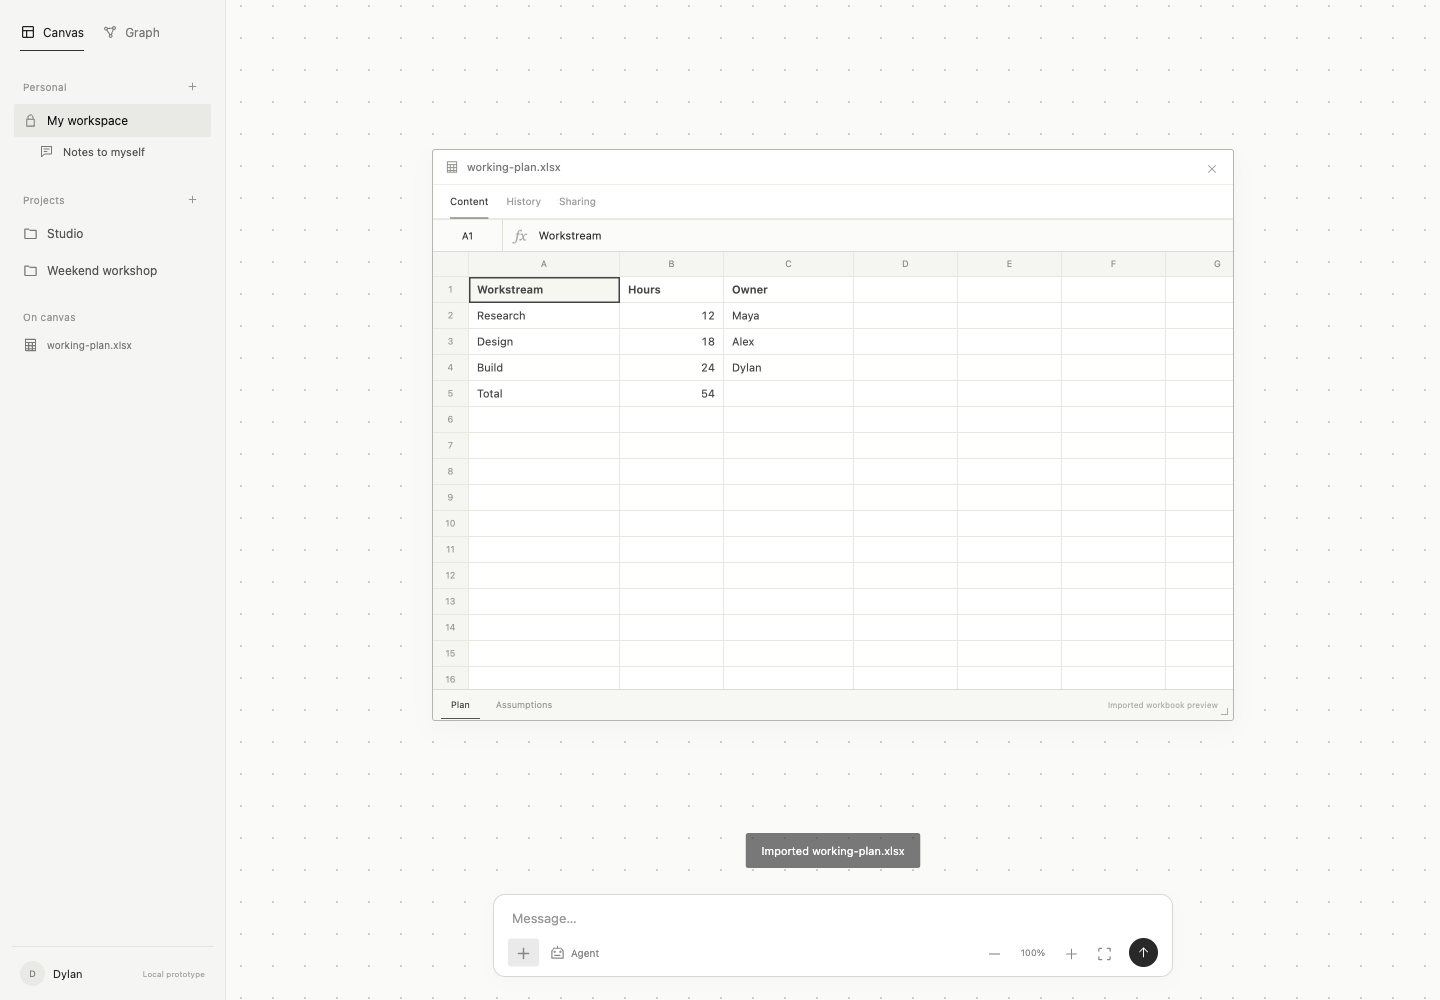 Canvas Graph
Personal
My workspace
Notes to myself
Projects
Studio
Weekend workshop
On canvas
working-plan.xlsx
D Dylan Local prototype
working-plan.xlsx
Content History Sharing
A1 fx Workstream
A B C D E F G
1 Workstream Hours Owner
2 Research 12 Maya
3 Design 18 Alex
4 Build 24 Dylan
5 Total 54
6
7
8
9
10
11
12
13
14
15
16
Plan Assumptions Imported workbook preview
Imported working-plan.xlsx
Message...
Agent 100%